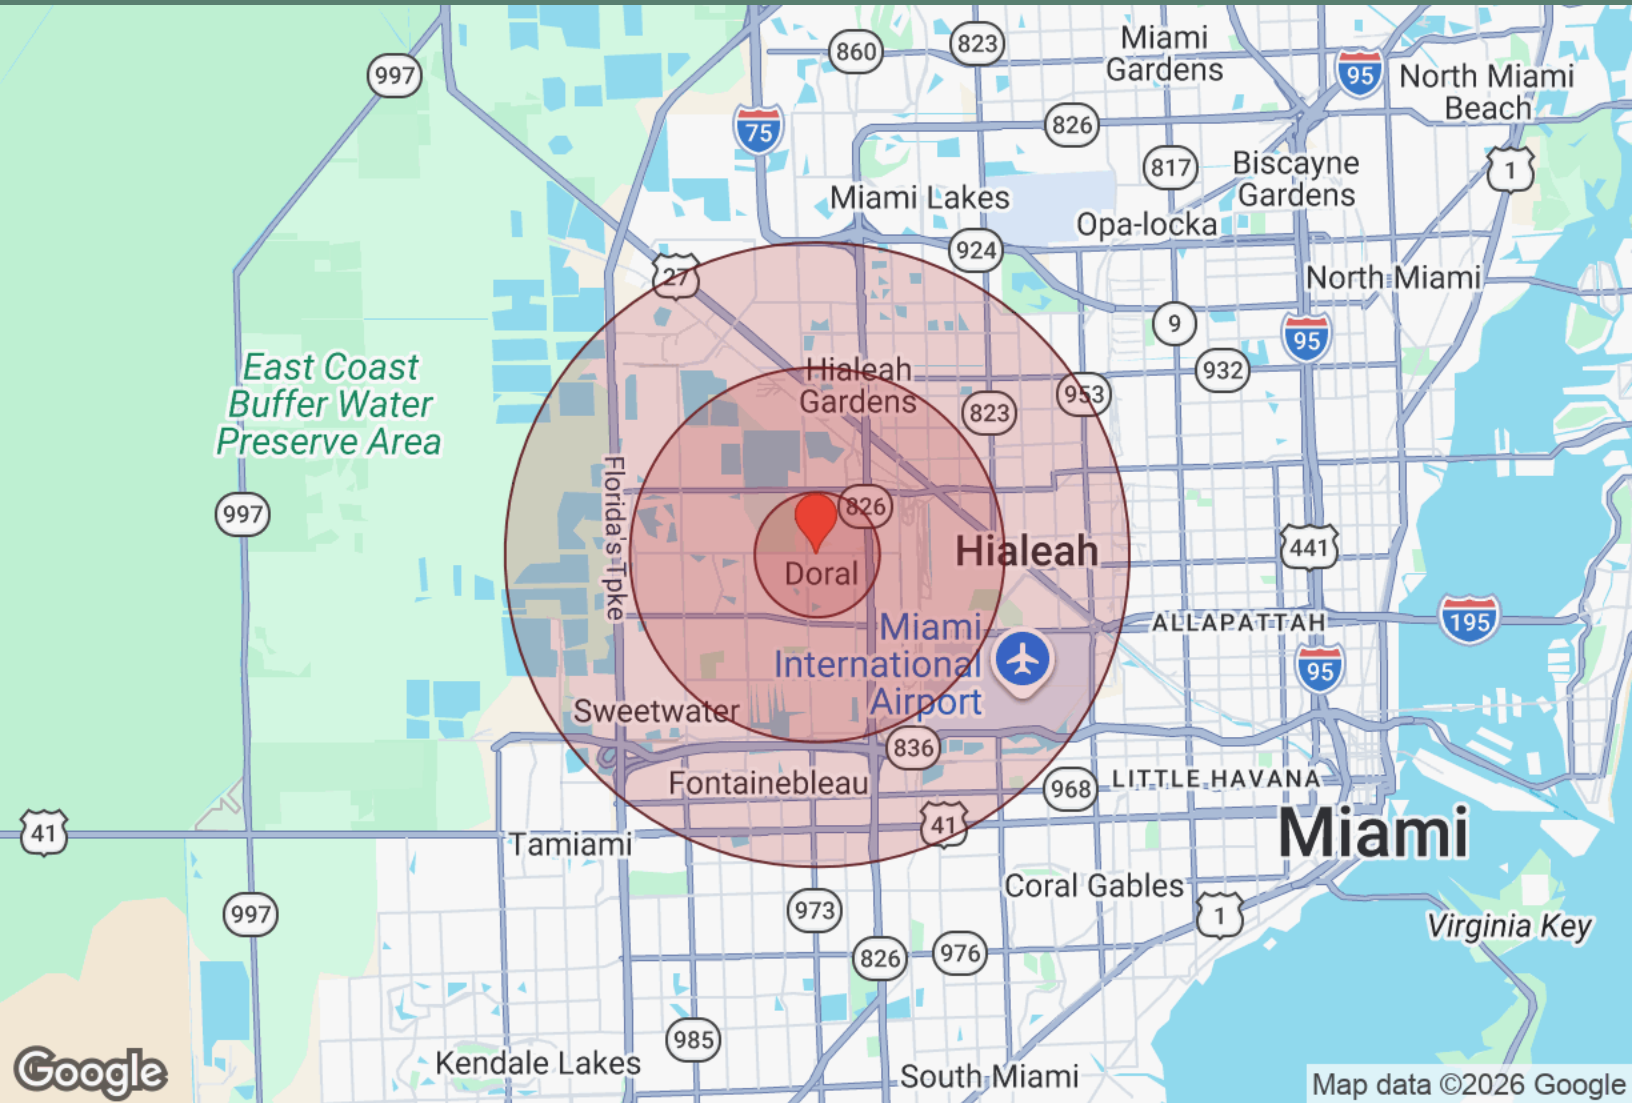 860
823
Miami
Gardens
95
North Miami
Beach
997
75
826
817
Biscayne
Gardens
1
Miami Lakes
Opa-locka
924
27
North Miami
9
95
East Coast
Buffer Water
Preserve Area
Hialeah
Gardens
932
953
823
Florida's Tpke
997
826
441
Hialeah
Doral
ALLAPATTAH
195
Miami
International
Airport
95
Sweetwater
836
Fontainebleau
968
LITTLE HAVANA
41
41
Tamiami
Miami
Coral Gables
997
973
1
Virginia Key
826
976
985
Kendale Lakes
South Miami
Google
Map data ©2026 Google